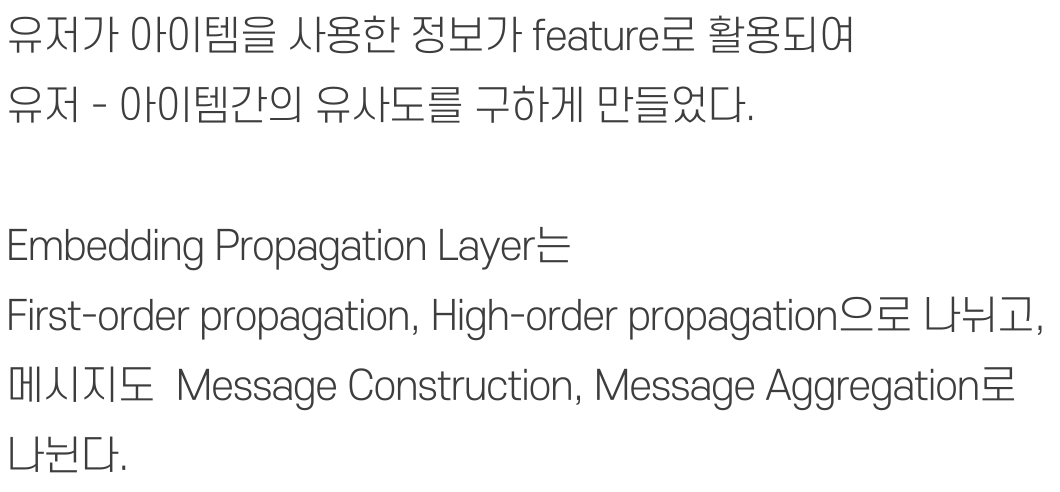 유저가 아이템을 사용한 정보가 feature로 활용되여
유저 - 아이템간의 유사도를 구하게 만들었다.
Embedding Propagation Layer는
First-order propagation, High-order propagation으로 나뉘고,
메시지도 Message Construction, Message Aggregation로
나뉜다.